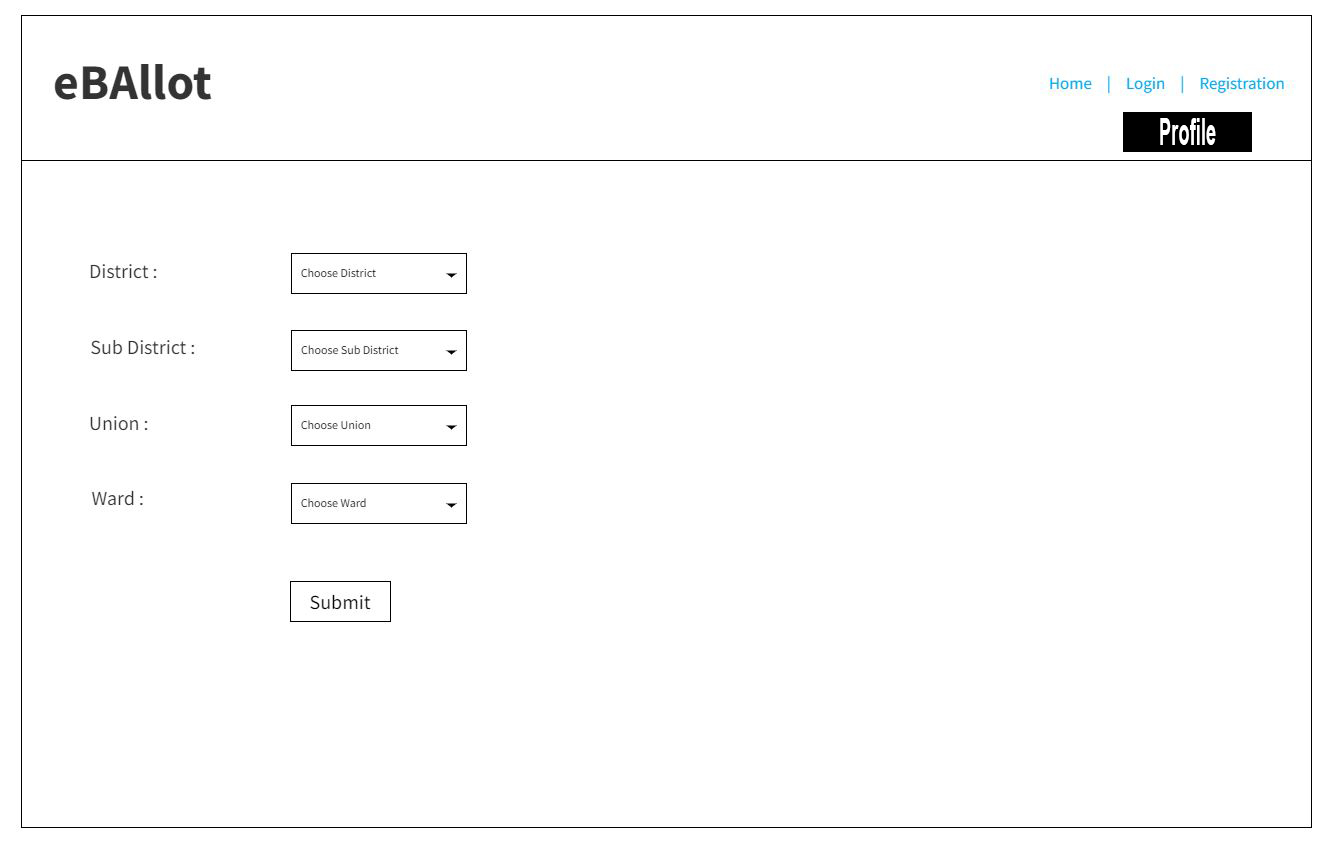 eBAllot
Home | Login | Registration
Profile
District : Choose District
Sub District : Choose Sub District
Union : Choose Union
Ward : Choose Ward
Submit